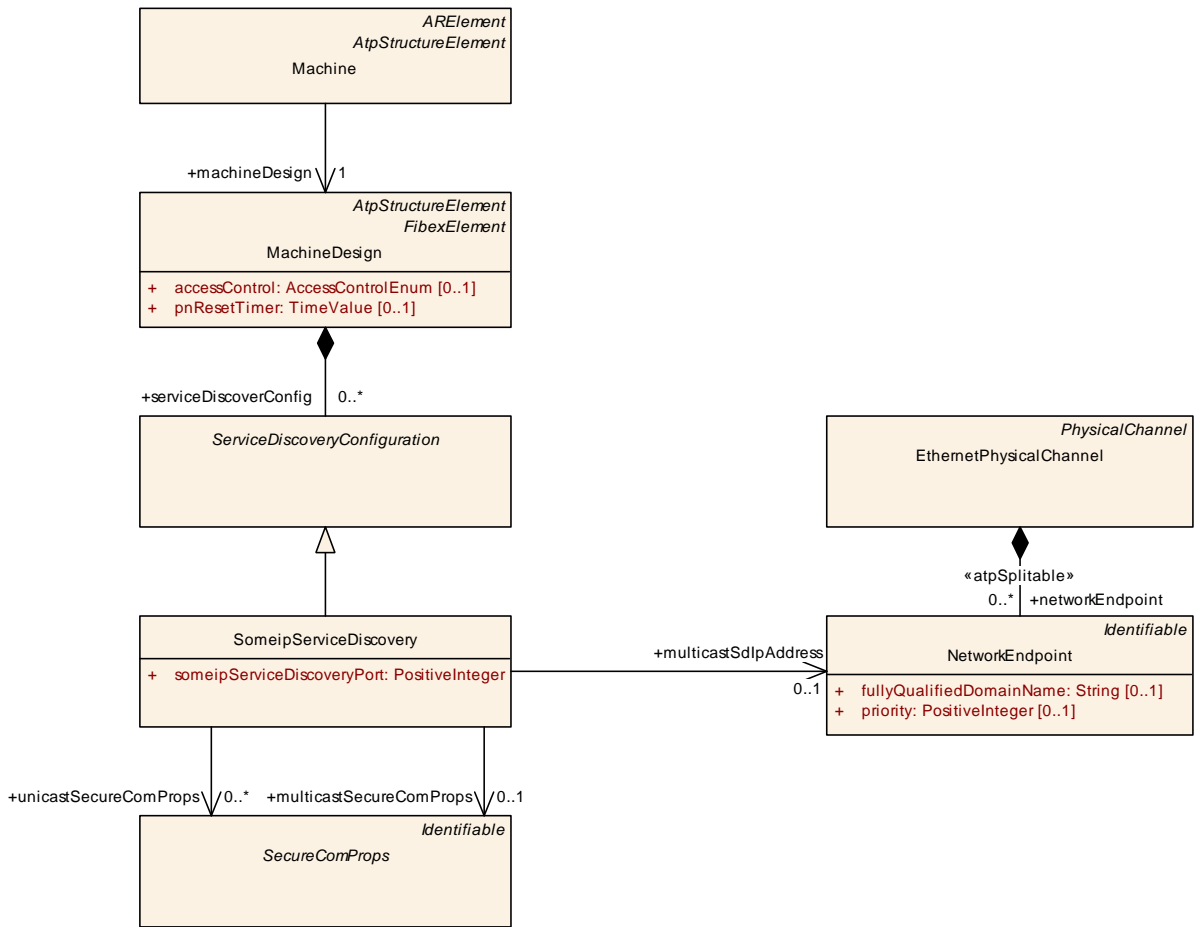 ARElement
AtpStructureElement
Machine
+machineDesign 1
AtpStructureElement
FibexElement
MachineDesign
+ accessControl: AccessControlEnum [0..1]
+ pnResetTimer: TimeValue [0..1]
+serviceDiscoverConfig 0..*
ServiceDiscoveryConfiguration
PhysicalChannel
EthernetPhysicalChannel
«atpSplitable»
0..* +networkEndpoint
SomeipServiceDiscovery
+ someipServiceDiscoveryPort: PositiveInteger
+multicastSdIpAddress
0..1
Identifiable
NetworkEndpoint
+ fullyQualifiedDomainName: String [0..1]
+ priority: PositiveInteger [0..1]
+unicastSecureComProps 0..* +multicastSecureComProps 0..1
Identifiable
SecureComProps